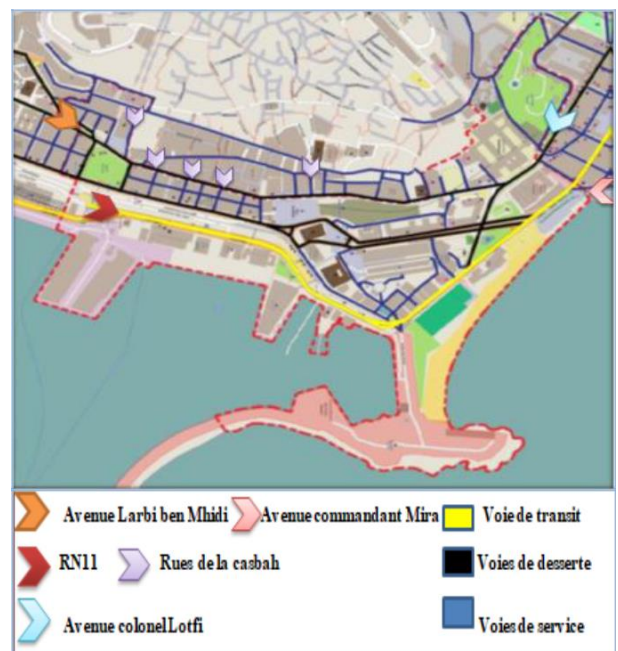 Avenue Larbi ben Mhidi Avenue commandant Mira Voie de transit
RN11 Rues de la casbah Voies de desserte
Avenue colonel Lotfi Voies de service